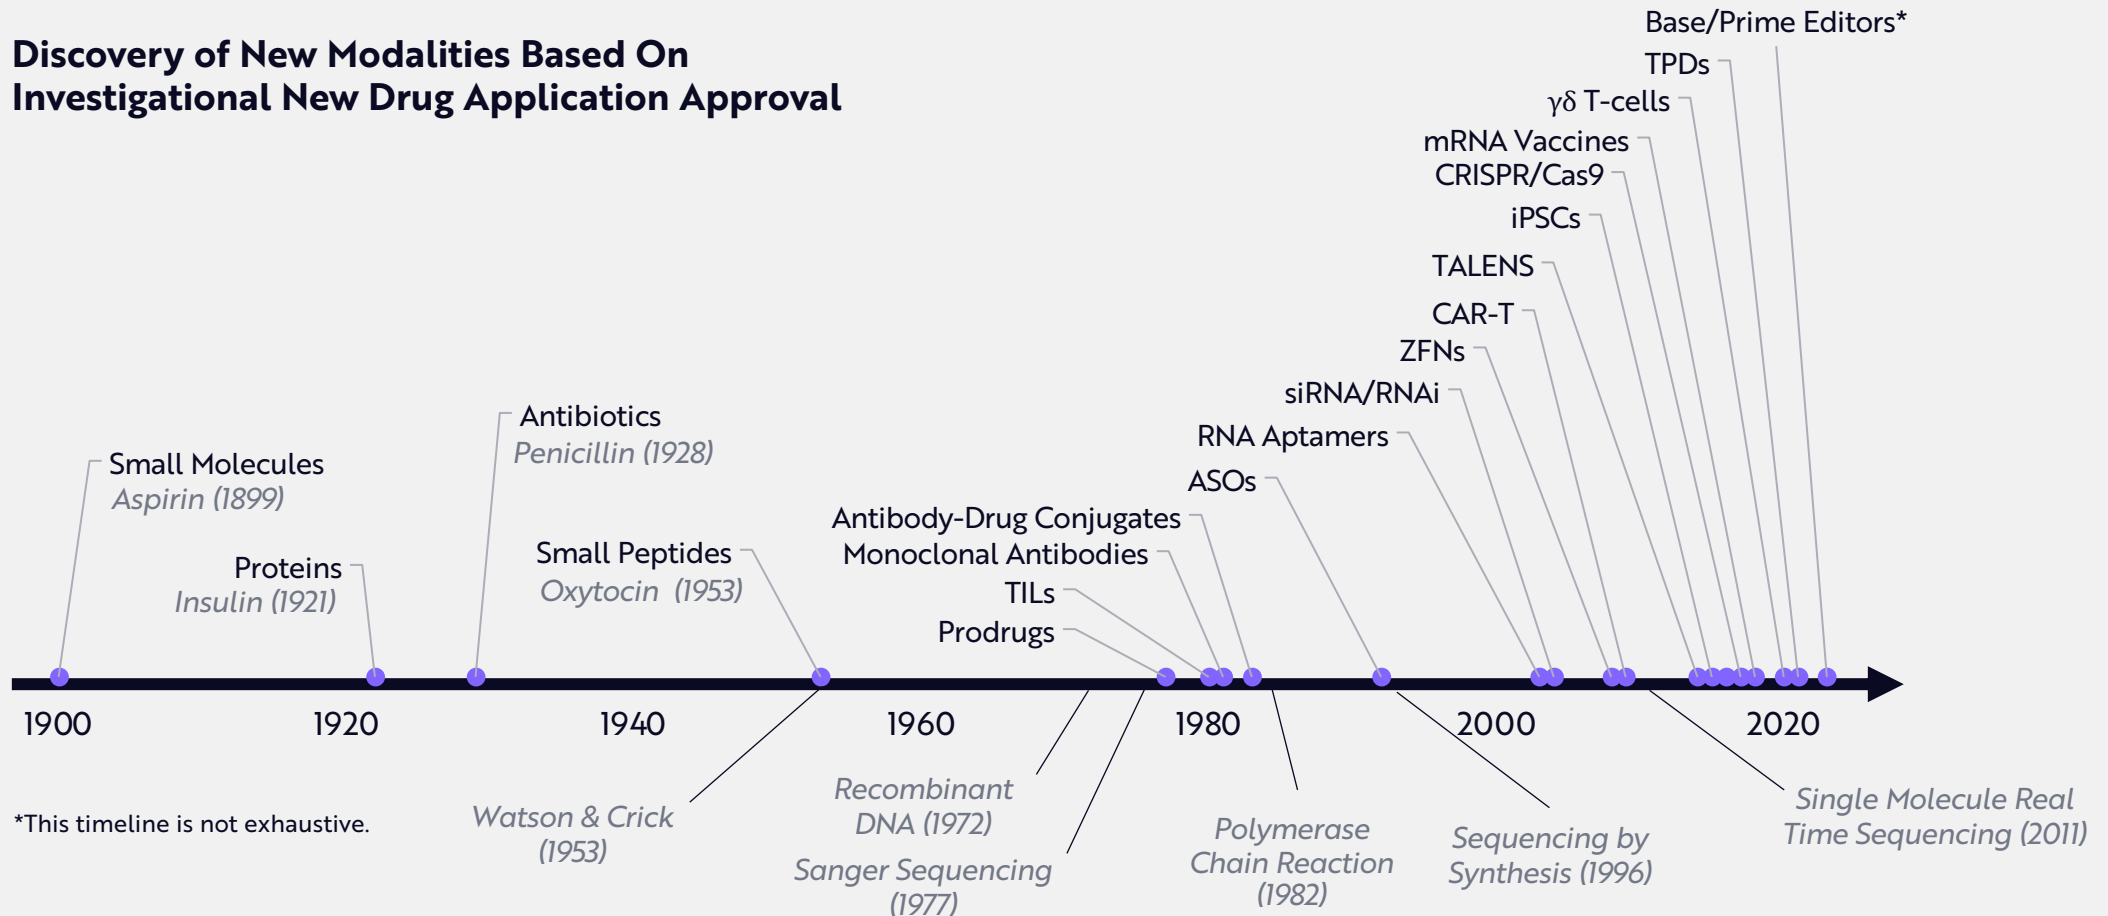 Discovery of New Modalities Based On
Investigational New Drug Application Approval
Base/Prime Editors*
TPDs
γδ T-cells
mRNA Vaccines
CRISPR/Cas9
iPSCs
TALENS
CAR-T
ZFNs
siRNA/RNAi
RNA Aptamers
ASOs
Antibody-Drug Conjugates
Monoclonal Antibodies
TILs
Prodrugs
Antibiotics
Penicillin (1928)
Small Molecules
Aspirin (1899)
Small Peptides
Oxytocin (1953)
Proteins
Insulin (1921)
1900
1920
1940
1960
1980
2000
2020
Watson & Crick
(1953)
Recombinant
DNA (1972)
Sanger Sequencing
(1977)
Polymerase
Chain Reaction
(1982)
Sequencing by
Synthesis (1996)
Single Molecule Real
Time Sequencing (2011)
*This timeline is not exhaustive.